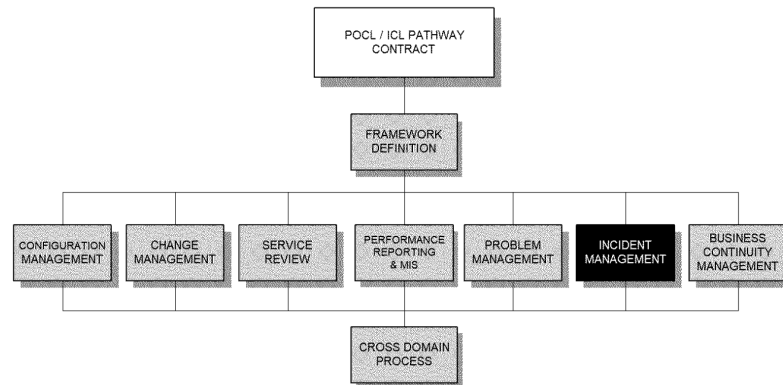 POCL / ICL PATHWAY
CONTRACT
FRAMEWORK
DEFINITION
CONFIGURATION
MANAGEMENT
CHANGE
MANAGEMENT
SERVICE
REVIEW
PERFORMANCE
REPORTING
& MIS
PROBLEM
MANAGEMENT
INCIDENT
MANAGEMENT
BUSINESS
CONTINUITY
MANAGEMENT
CROSS DOMAIN
PROCESS